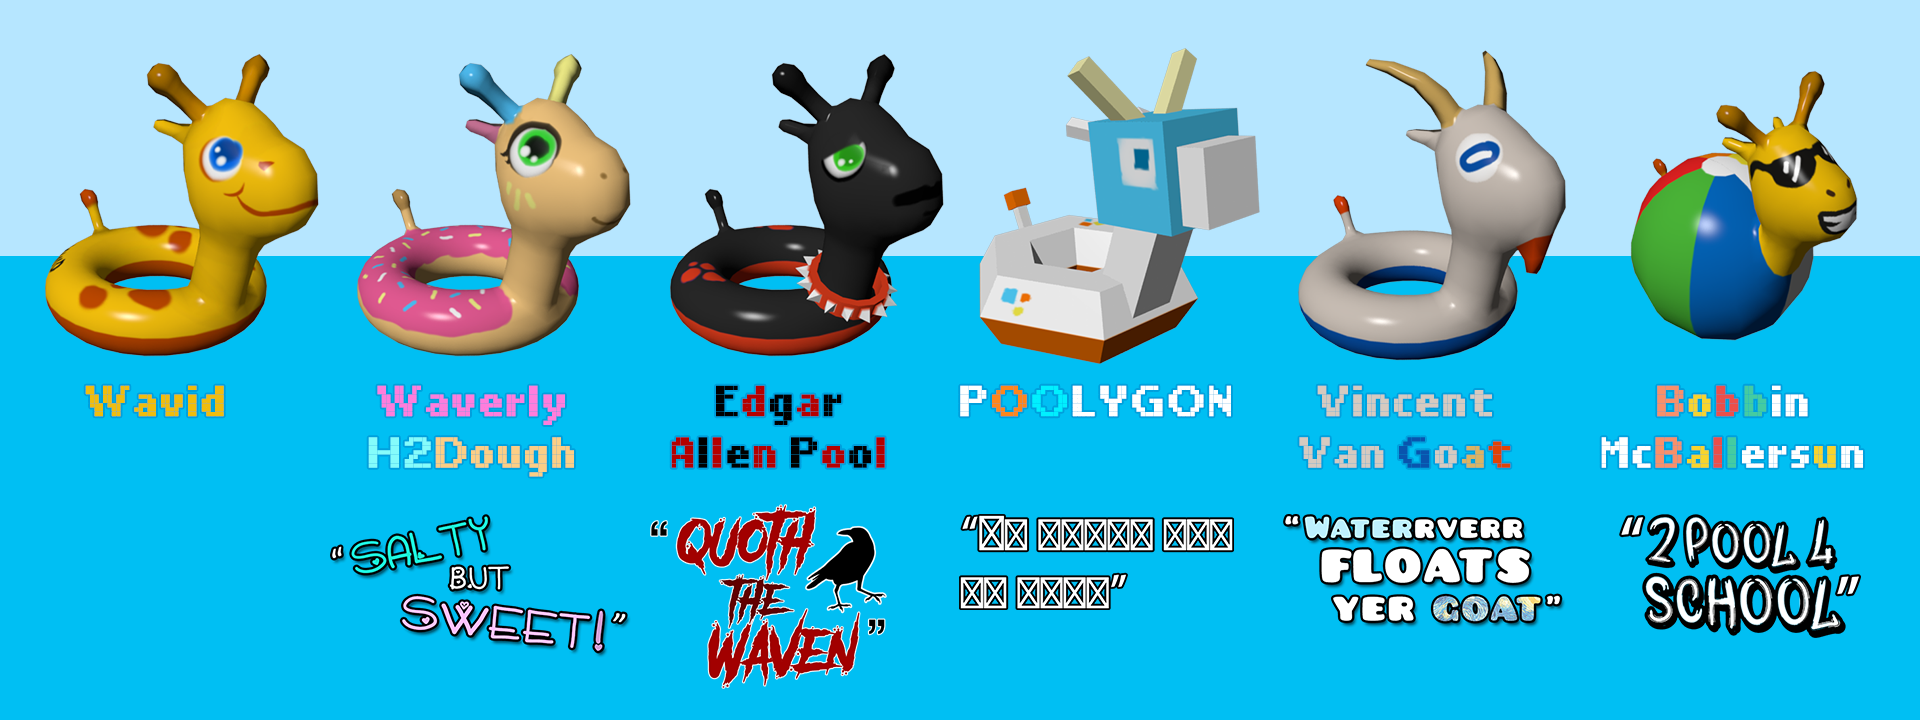 Wavid
Waverly
H2Dough
Edgar
Allen Pool
POOLYGON
Vincent
Van Goat
Bobbin
McBallersun
“SALTY
BUT
SWEET!”
“QUOTH
THE
WAVEN”
“WATERRVERR
FLOATS
YER GOAT”
“2 POOL 4
SCHOOL”